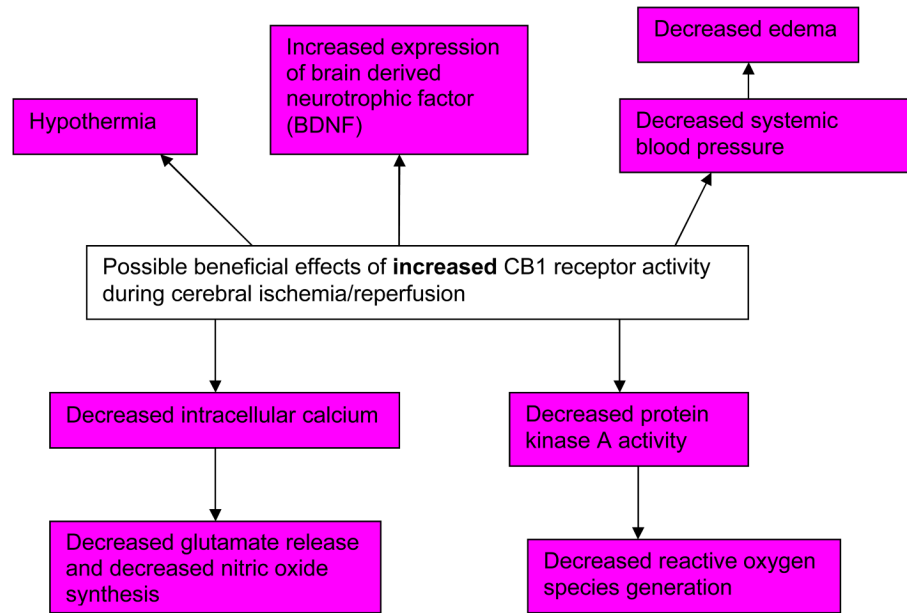 Decreased edema
Increased expression
of brain derived
neurotrophic factor
(BDNF)
Hypothermia
Decreased systemic
blood pressure
Possible beneficial effects of increased CB1 receptor activity
during cerebral ischemia/reperfusion
Decreased intracellular calcium
Decreased protein
kinase A activity
Decreased glutamate release
and decreased nitric oxide
synthesis
Decreased reactive oxygen
species generation